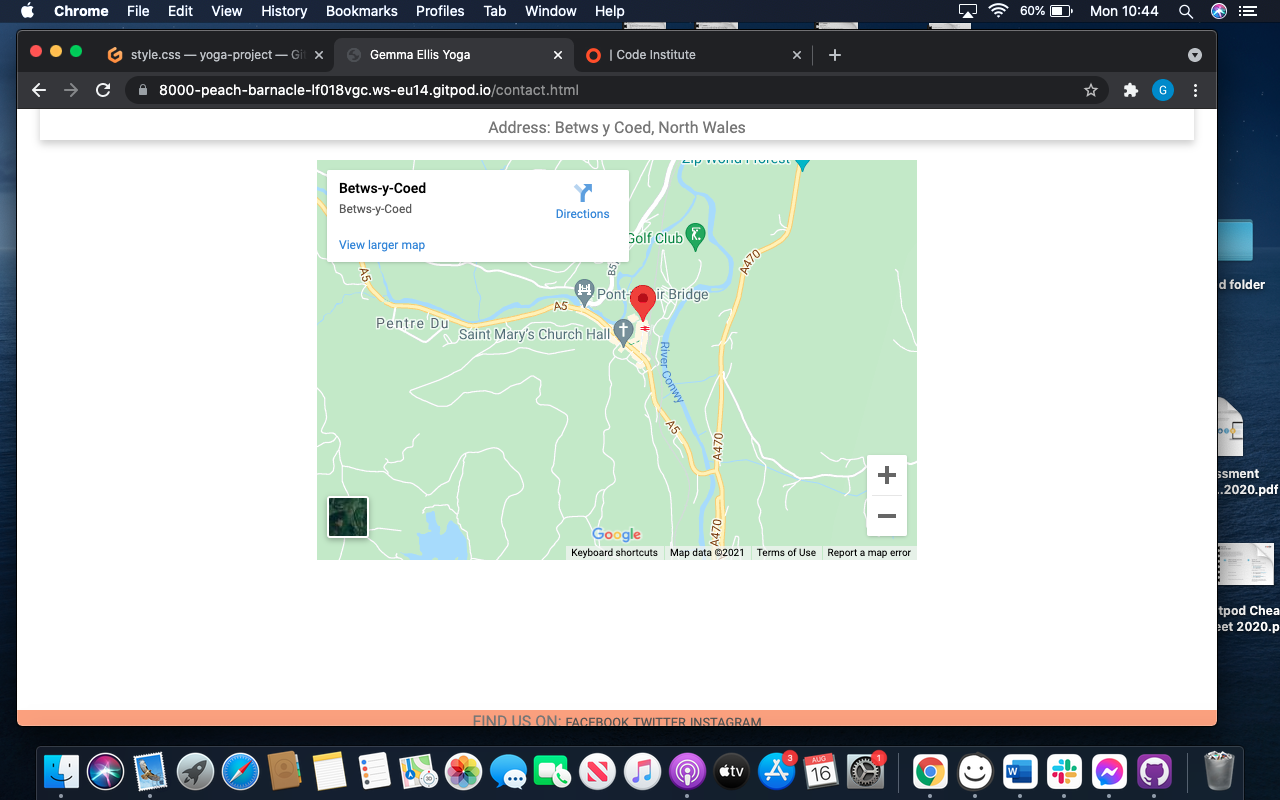 Chrome File Edit View History Bookmarks Profiles Tab Window Help 60% Mon 10:44
style.css — yoga-project — Gi Gemma Ellis Yoga | Code Institute
8000-peach-barnacle-lf018vgc.ws-eu14.gitpod.io/contact.html G
Address: Betws y Coed, North Wales
Zip World Fforest
Betws-y-Coed
Betws-y-Coed
Directions
View larger map
Golf Club
A470
A5
B51
Pont- ir Bridge
A5
Pentre Du
Saint Mary's Church Hall
River Conwy
A5
A470
A470
Google
Keyboard shortcuts Map data ©2021 Terms of Use Report a map error
FIND US ON: FACEBOOK TWITTER INSTAGRAM
d folder
ssment
...2020.pdf
tpod Chea
eet 2020.p
tv
3
AUG
16
1
W